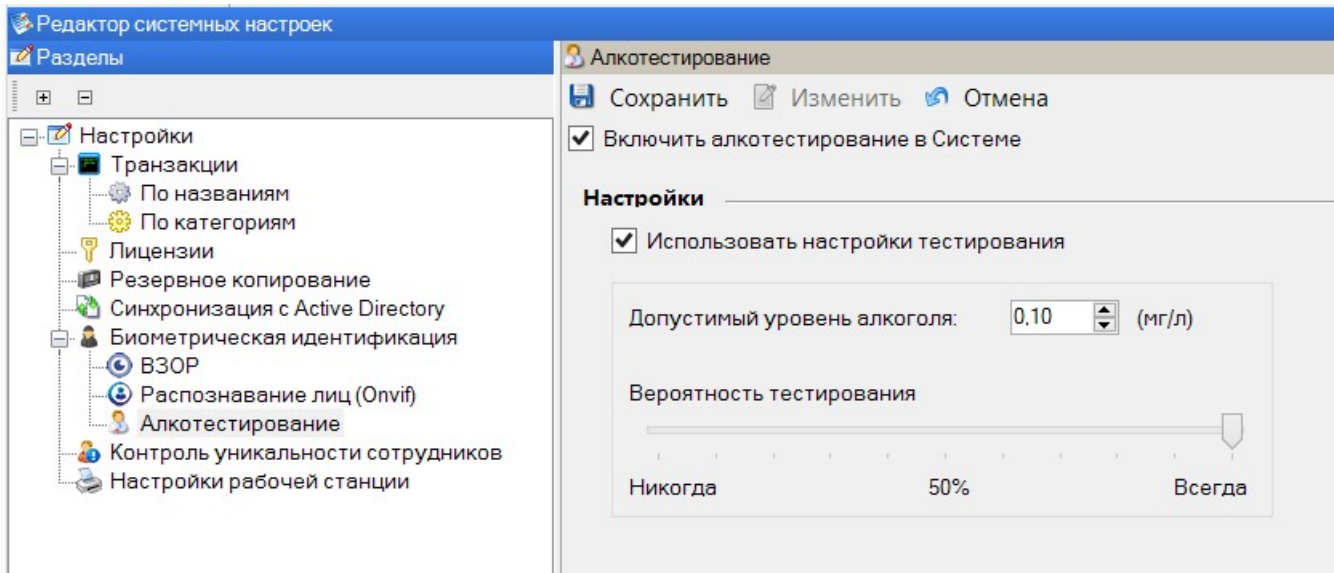 Редактор системных настроек
Разделы
Настройки
Транзакции
По названиям
По категориям
Лицензии
Резервное копирование
Синхронизация с Active Directory
Биометрическая идентификация
ВЗОР
Распознавание лиц (Onvif)
Алкотестирование
Контроль уникальности сотрудников
Настройки рабочей станции
Алкотестирование
Сохранить Изменить Отмена
Включить алкотестирование в Системе
Настройки
Использовать настройки тестирования
Допустимый уровень алкоголя: 0,10 (мг/л)
Вероятность тестирования
Никогда 50% Всегда